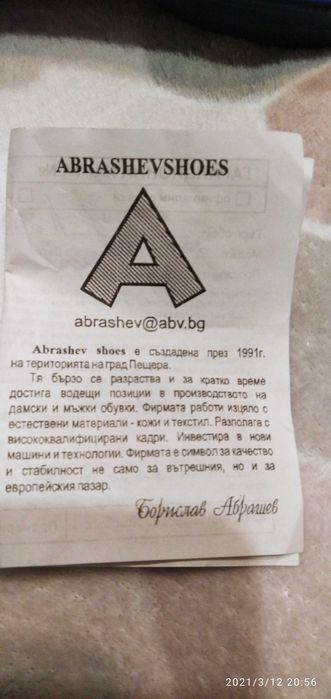 ABRASHEVSHOES
A
abrashev@abv.bg
Abrashev shoes е създадена през 1991г.
на територията на град Пещера.
Тя бързо се разраства и за кратко време
достига водещи позиции в производството на
дамски и мъжки обувки. Фирмата работи изцяло с
естествени материали - кожи и текстил. Разполага с
висококвалифицирани кадри. Инвестира в нови
машини и технологии. Фирмата е символ за качество
и стабилност не само за вътрешния, но и за
европейския пазар.
Борислав Абрашев
2021/3/12 20:56